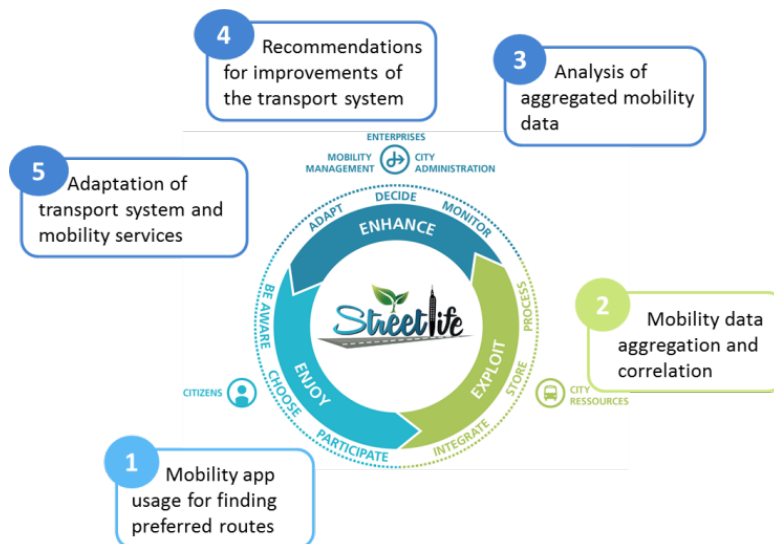 4
Recommendations
for improvements of
the transport system
3
Analysis of
aggregated mobility
data
5
Adaptation of
transport system and
mobility services
ENTERPRISES
MOBILITY
MANAGEMENT
CITY
ADMINISTRATION
ADAPT
DECIDE
MONITOR
ENHANCE
BE AWARE
CHOOSE
PARTICIPATE
ENJOY
Streetlife
EXPLOIT
PROCESS
STORE
INTEGRATE
2
Mobility data
aggregation and
correlation
CITIZENS
CITY
RESSOURCES
1
Mobility app
usage for finding
preferred routes